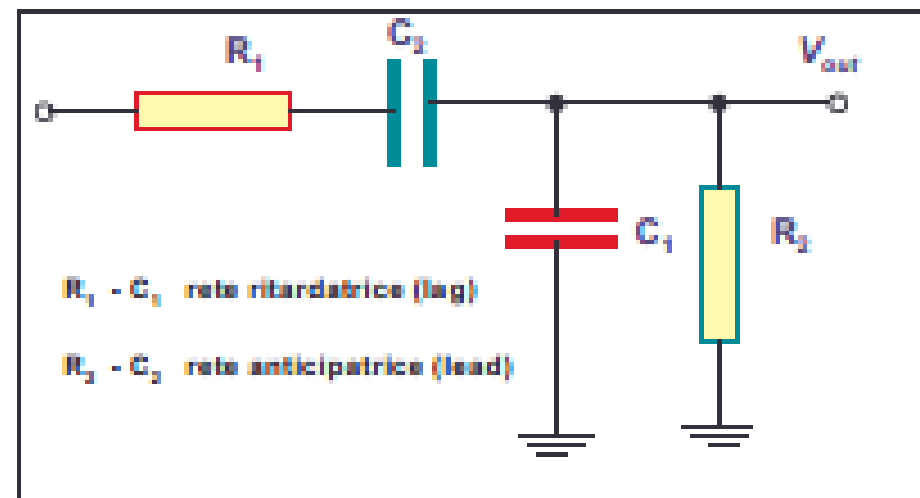 R₁
C₂
Vout
C₁
R₂
R₁ - C₁ rete ritardatrice (lag)
R₂ - C₂ rete anticipatrice (lead)